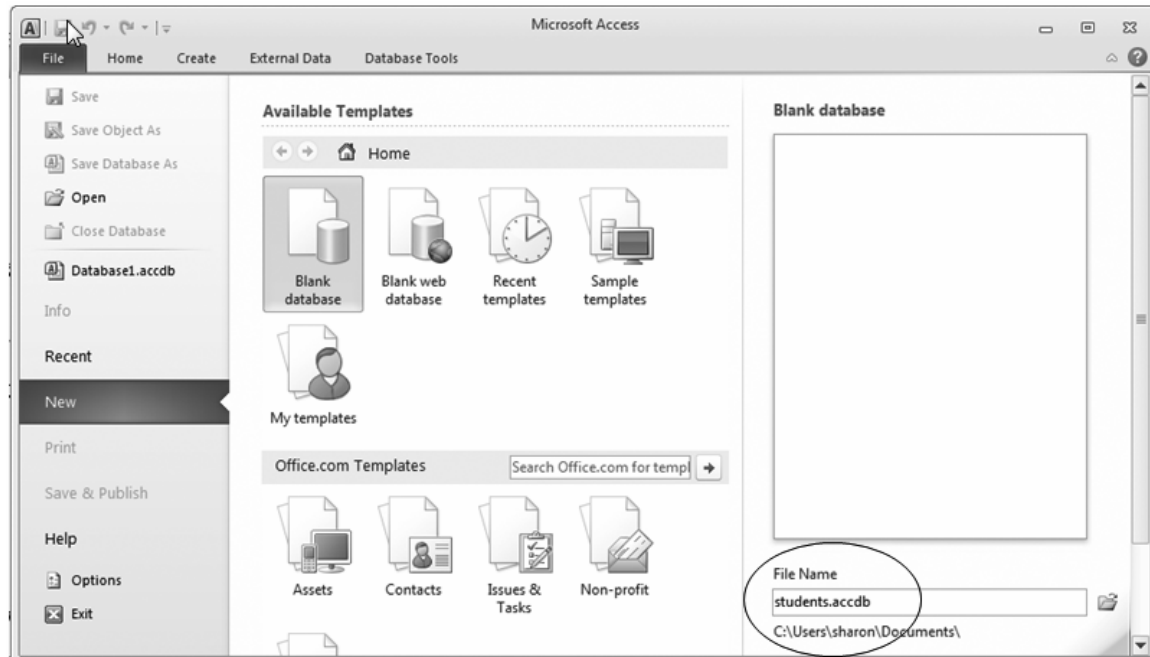 Microsoft Access
File Home Create External Data Database Tools
Save
Save Object As
Save Database As
Open
Close Database
Database1.accdb
Info
Recent
New
Print
Save & Publish
Help
Options
Exit
Available Templates
Home
Blank database
Blank web database
Recent templates
Sample templates
My templates
Office.com Templates
Search Office.com for templ
Assets
Contacts
Issues & Tasks
Non-profit
Blank database
File Name
students.accdb
C:\Users\sharon\Documents\